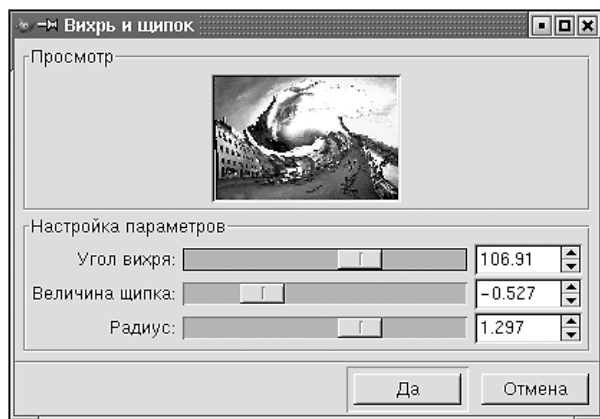 Вихрь и щипок
Просмотр
Настройка параметров
Угол вихря: 106.91
Величина щипка: -0.527
Радиус: 1.297
Да Отмена